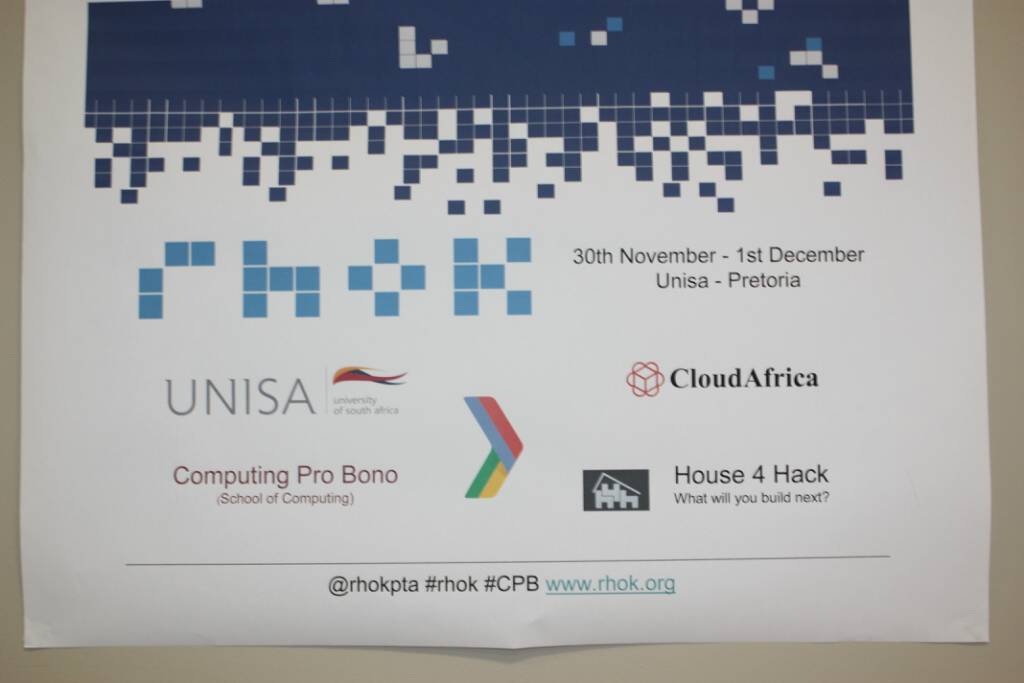 rhok
30th November - 1st December
Unisa - Pretoria
UNISA
university
of south africa
CloudAfrica
Computing Pro Bono
(School of Computing)
House 4 Hack
What will you build next?
@rhokpta #rhok #CPB www.rhok.org